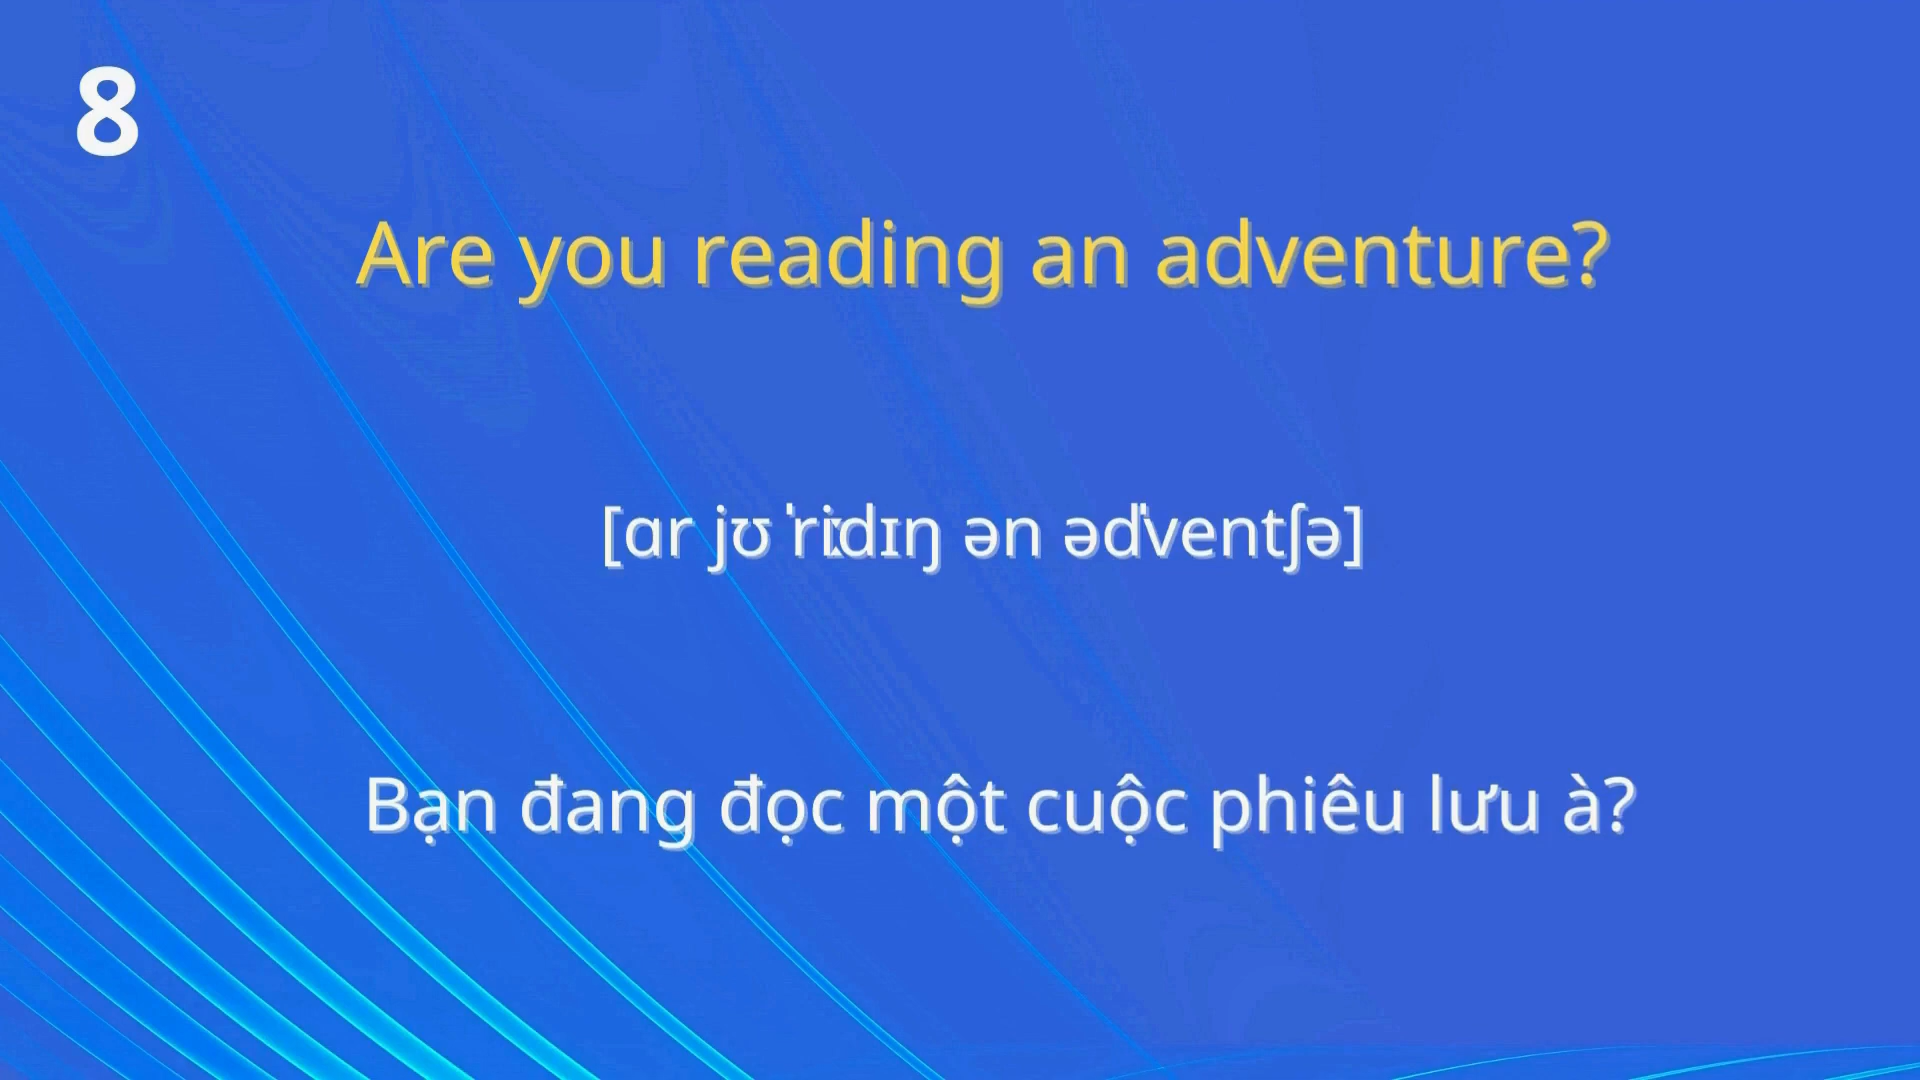 8
Are you reading an adventure?
[ɑr jʊ ˈriːdɪŋ ən ədˈventʃə]
Bạn đang đọc một cuộc phiêu lưu à?